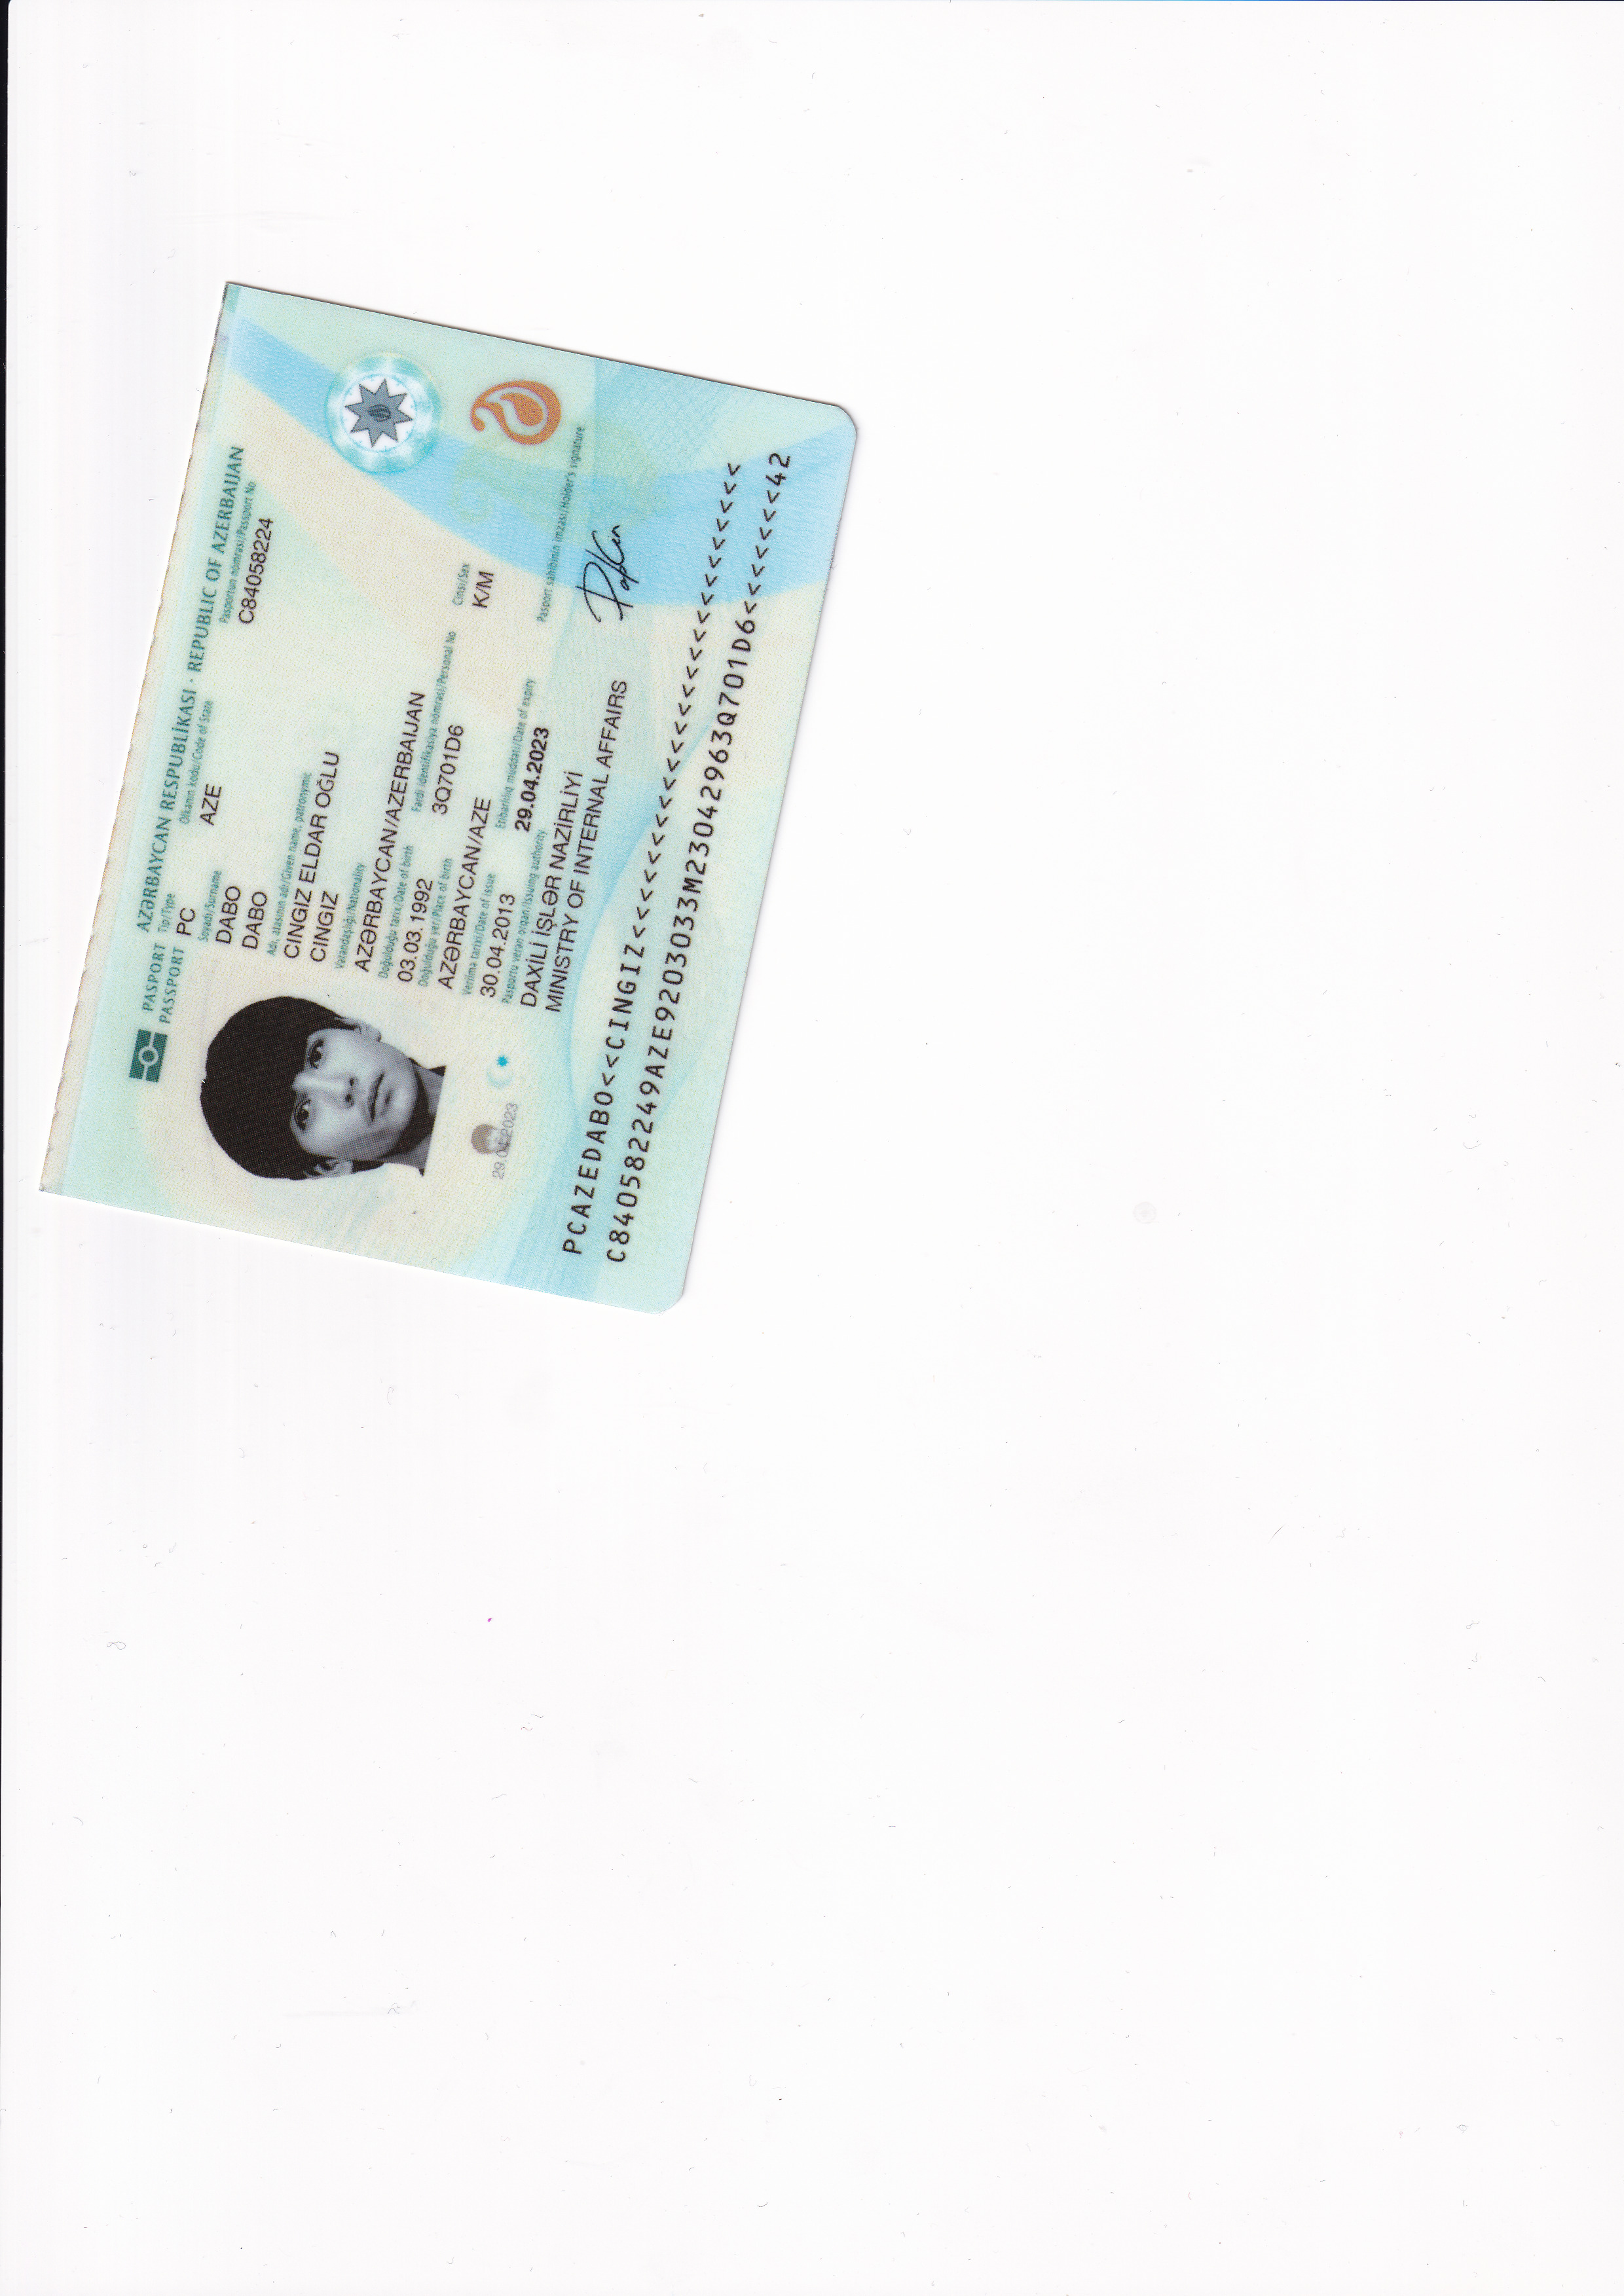 PASPORT AZƏRBAYCAN RESPUBLİKASI · REPUBLIC OF AZERBAIJAN
PASSPORT Tip/Type Ölkənin kodu/Code of State Pasportun nömrəsi/Passport No
PC AZE C84058224
Soyadı/Surname
DABO
DABO
Adı, atasının adı/Given name, patronymic
CINGIZ ELDAR OĞLU
CINGIZ
Vətəndaşlığı/Nationality
AZƏRBAYCAN/AZERBAIJAN
Doğulduğu tarix/Date of birth Fərdi identifikasiya nömrəsi/Personal No
03.03.1992 3Q701D6
Doğulduğu yer/Place of birth Cinsi/Sex
AZƏRBAYCAN/AZE K/M
Verilmə tarixi/Date of issue Etibarlılıq müddəti/Date of expiry
30.04.2013 29.04.2023
Pasportu verən orqan/Issuing authority Pasport sahibinin imzası/Holder's signature
DAXİLİ İŞLƏR NAZİRLİYİ
MINISTRY OF INTERNAL AFFAIRS
PCAZEDABO<<CINGIZ<<<<<<<<<<<<<<<<<<<<<<<<<<<
C840582249AZE9203033M23042963Q701D6<<<<<<<42